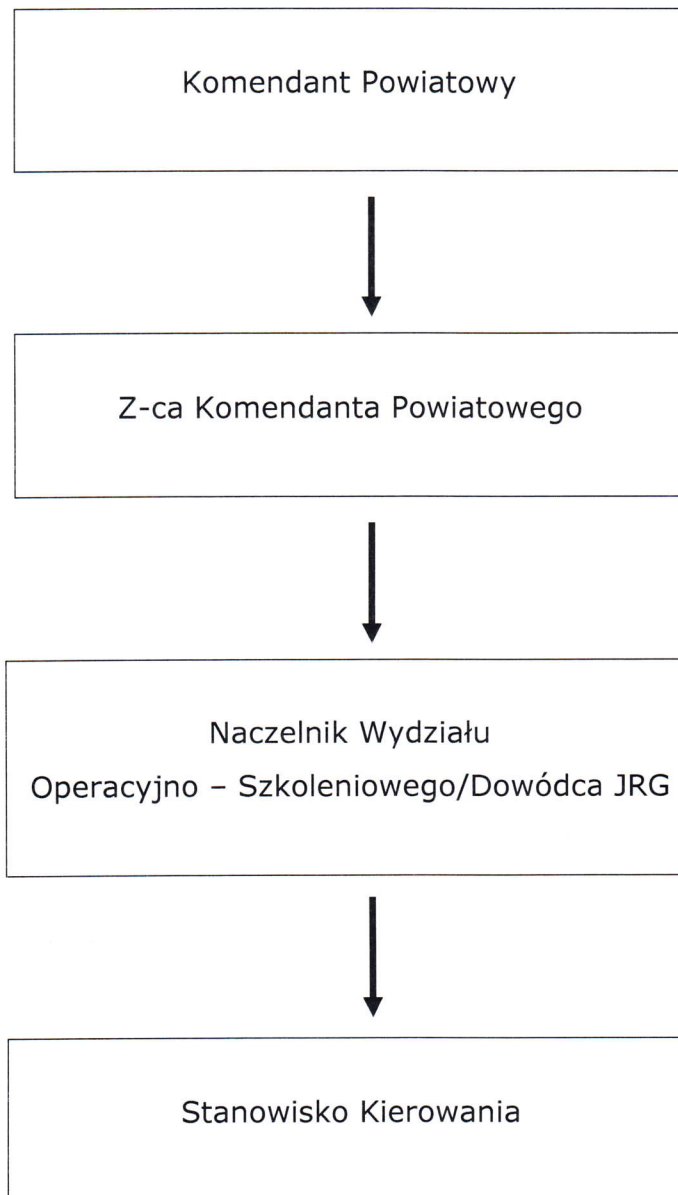 Komendant Powiatowy
Z-ca Komendanta Powiatowego
Naczelnik Wydziału
Operacyjno – Szkoleniowego/Dowódca JRG
Stanowisko Kierowania